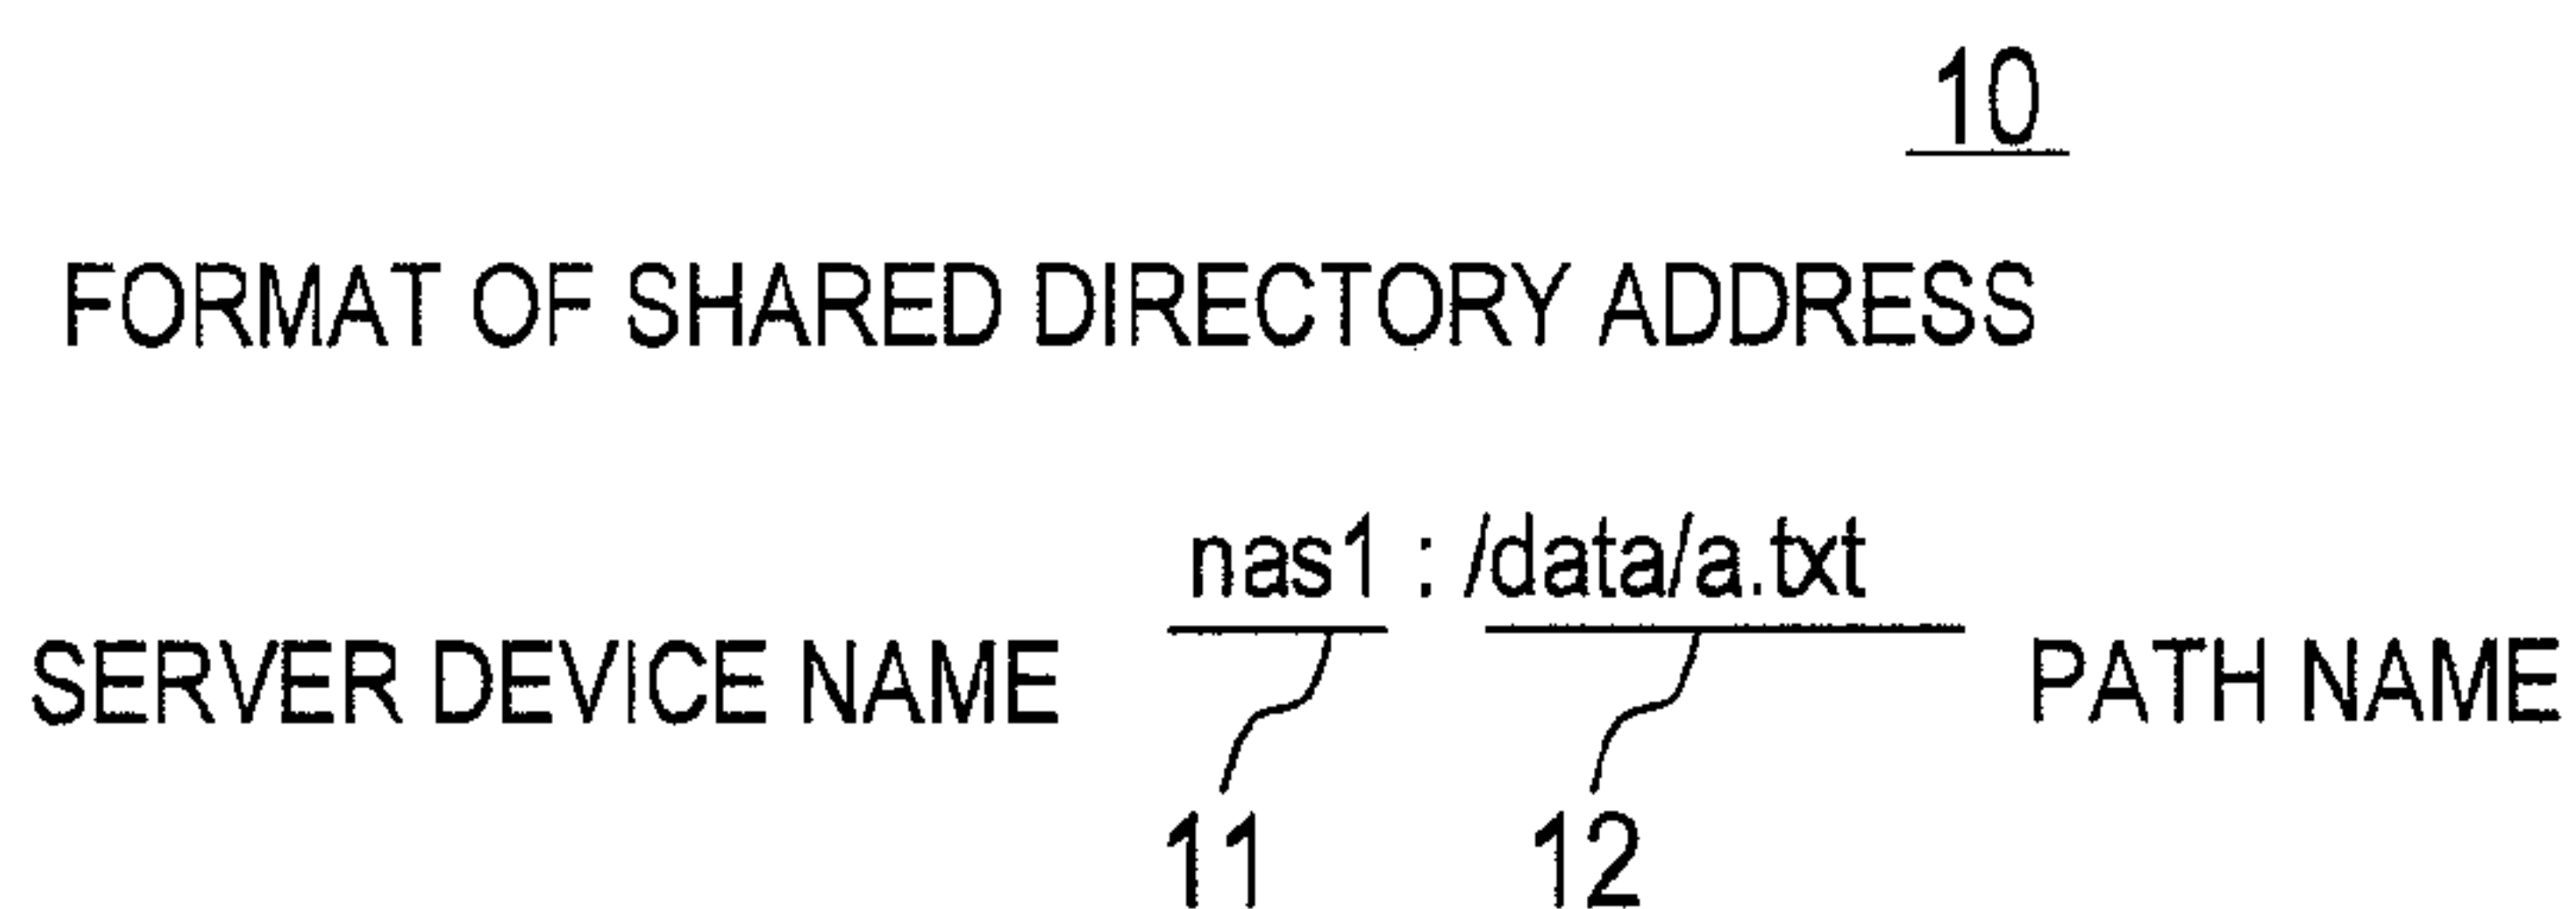 10
FORMAT OF SHARED DIRECTORY ADDRESS
nas1 : /data/a.txt
SERVER DEVICE NAME PATH NAME
11 12